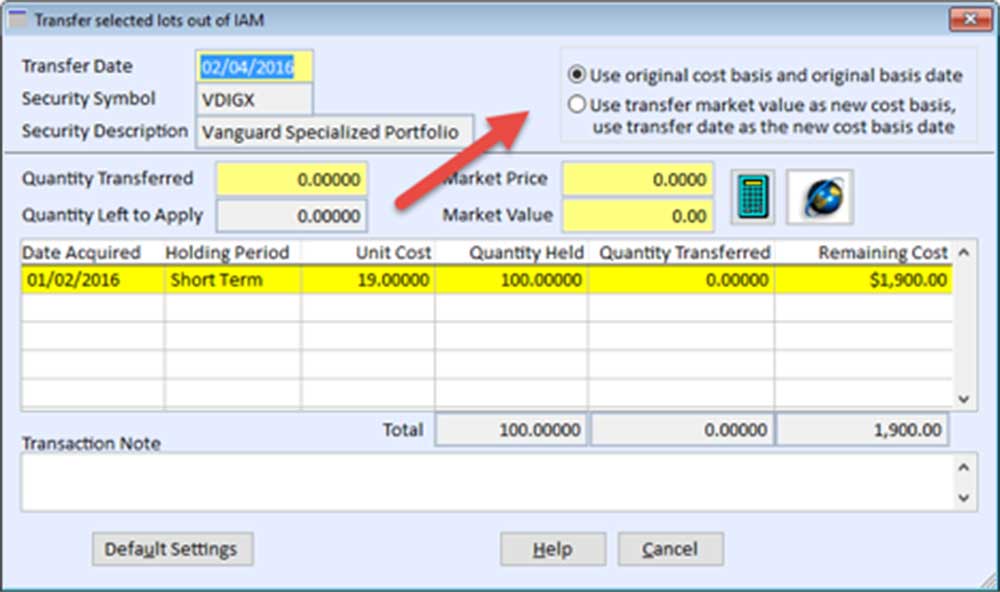 Transfer selected lots out of IAM
Transfer Date 02/04/2016
Security Symbol VDIGX
Security Description Vanguard Specialized Portfolio
Use original cost basis and original basis date
Use transfer market value as new cost basis,
use transfer date as the new cost basis date
Quantity Transferred 0.00000 Market Price 0.0000
Quantity Left to Apply 0.00000 Market Value 0.00
Date Acquired Holding Period Unit Cost Quantity Held Quantity Transferred Remaining Cost
01/02/2016 Short Term 19.00000 100.00000 0.00000 $1,900.00
Total 100.00000 0.00000 1,900.00
Transaction Note
Default Settings Help Cancel